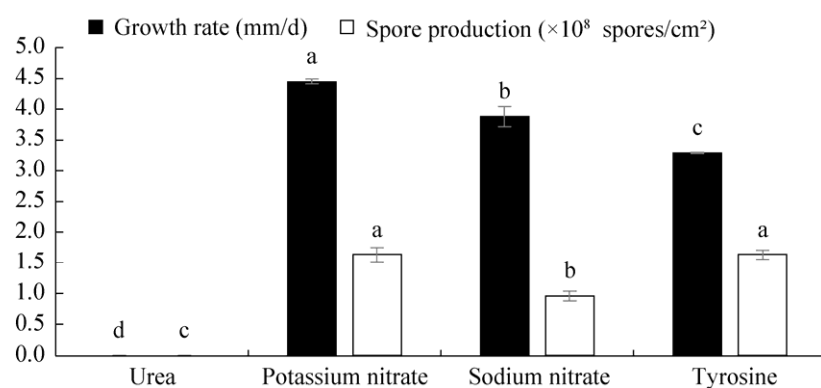 Growth rate (mm/d) Spore production (×10⁸ spores/cm²)
5.0
4.5
4.0
3.5
3.0
2.5
2.0
1.5
1.0
0.5
0.0
a
b
c
a
b
a
d c
Urea Potassium nitrate Sodium nitrate Tyrosine